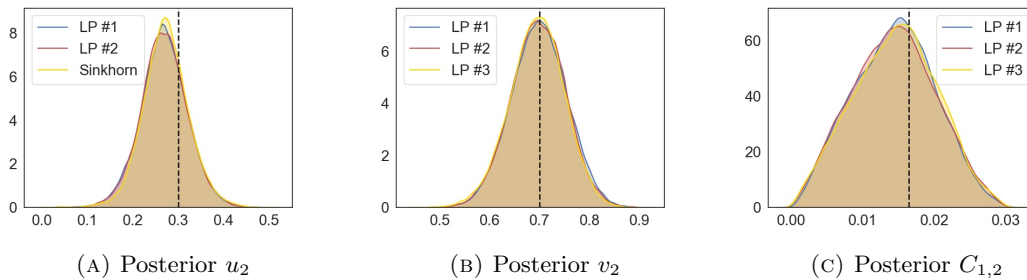 LP #1
LP #2
Sinkhorn
8
6
4
2
0
0.0 0.1 0.2 0.3 0.4 0.5
(A) Posterior u₂
LP #1
LP #2
LP #3
6
4
2
0
0.5 0.6 0.7 0.8 0.9
(B) Posterior v₂
LP #1
LP #2
LP #3
60
40
20
0
0.00 0.01 0.02 0.03
(C) Posterior C₁,₂